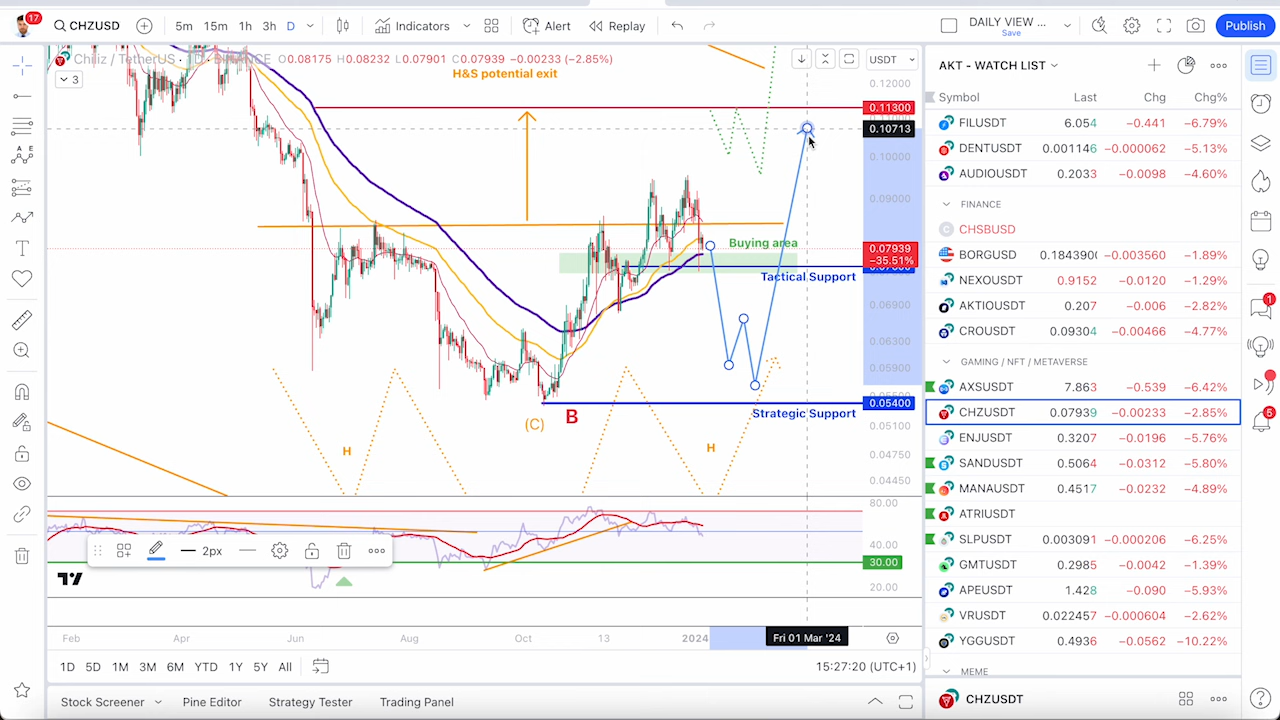 17
CHZUSD
5m 15m 1h 3h D
Indicators
Alert
Replay
DAILY VIEW ...
Save
Publish
Chiliz / TetherUS · 1D · BINANCE O0.08175 H0.08232 L0.07901 C0.07939 −0.00233 (−2.85%)
USDT
3
H&S potential exit
0.12000
0.11300
0.10713
0.10000
0.09000
0.07939
−35.51%
0.06900
0.06300
0.05900
0.05400
0.05100
0.04750
0.04450
Buying area
Tactical Support
Strategic Support
(C)
B
H
H
80.00
40.00
30.00
20.00
2px
Feb Apr Jun Aug Oct 13 2024 Fri 01 Mar '24
1D 5D 1M 3M 6M YTD 1Y 5Y All
15:27:20 (UTC+1)
Stock Screener
Pine Editor
Strategy Tester
Trading Panel
AKT - WATCH LIST
Symbol Last Chg Chg%
FILUSDT 6.054 −0.441 −6.79%
DENTUSDT 0.001146 −0.000062 −5.13%
AUDIOUSDT 0.2033 −0.0098 −4.60%
FINANCE
CHSBUSD
BORGUSD 0.184390( −0.003560 −1.89%
NEXOUSDT 0.9152 −0.0120 −1.29%
AKTIOUSDT 0.207 −0.006 −2.82%
CROUSDT 0.09304 −0.00466 −4.77%
GAMING / NFT / METAVERSE
AXSUSDT 7.863 −0.539 −6.42%
CHZUSDT 0.07939 −0.00233 −2.85%
ENJUSDT 0.3207 −0.0196 −5.76%
SANDUSDT 0.5064 −0.0312 −5.80%
MANAUSDT 0.4517 −0.0232 −4.89%
ATRIUSDT
SLPUSDT 0.003091 −0.000206 −6.25%
GMTUSDT 0.2985 −0.0042 −1.39%
APEUSDT 1.428 −0.090 −5.93%
VRUSDT 0.022457 −0.000604 −2.62%
YGGUSDT 0.4936 −0.0562 −10.22%
MEME
CHZUSDT
1
5